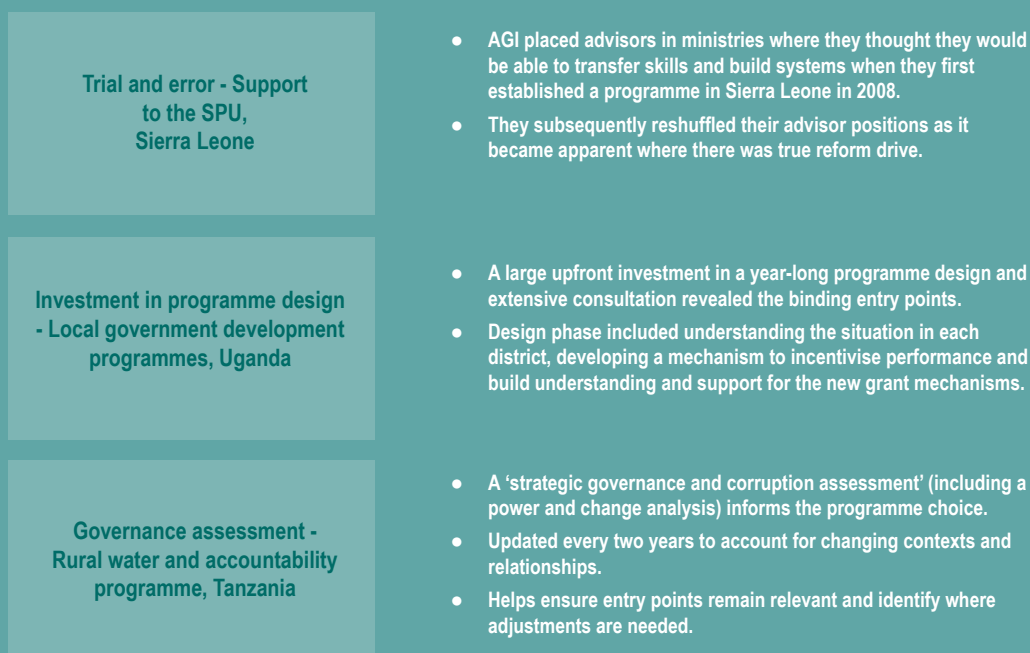 Trial and error - Support
to the SPU,
Sierra Leone
● AGI placed advisors in ministries where they thought they would
be able to transfer skills and build systems when they first
established a programme in Sierra Leone in 2008.
● They subsequently reshuffled their advisor positions as it
became apparent where there was true reform drive.
Investment in programme design
- Local government development
programmes, Uganda
● A large upfront investment in a year-long programme design and
extensive consultation revealed the binding entry points.
● Design phase included understanding the situation in each
district, developing a mechanism to incentivise performance and
build understanding and support for the new grant mechanisms.
Governance assessment -
Rural water and accountability
programme, Tanzania
● A ‘strategic governance and corruption assessment’ (including a
power and change analysis) informs the programme choice.
● Updated every two years to account for changing contexts and
relationships.
● Helps ensure entry points remain relevant and identify where
adjustments are needed.